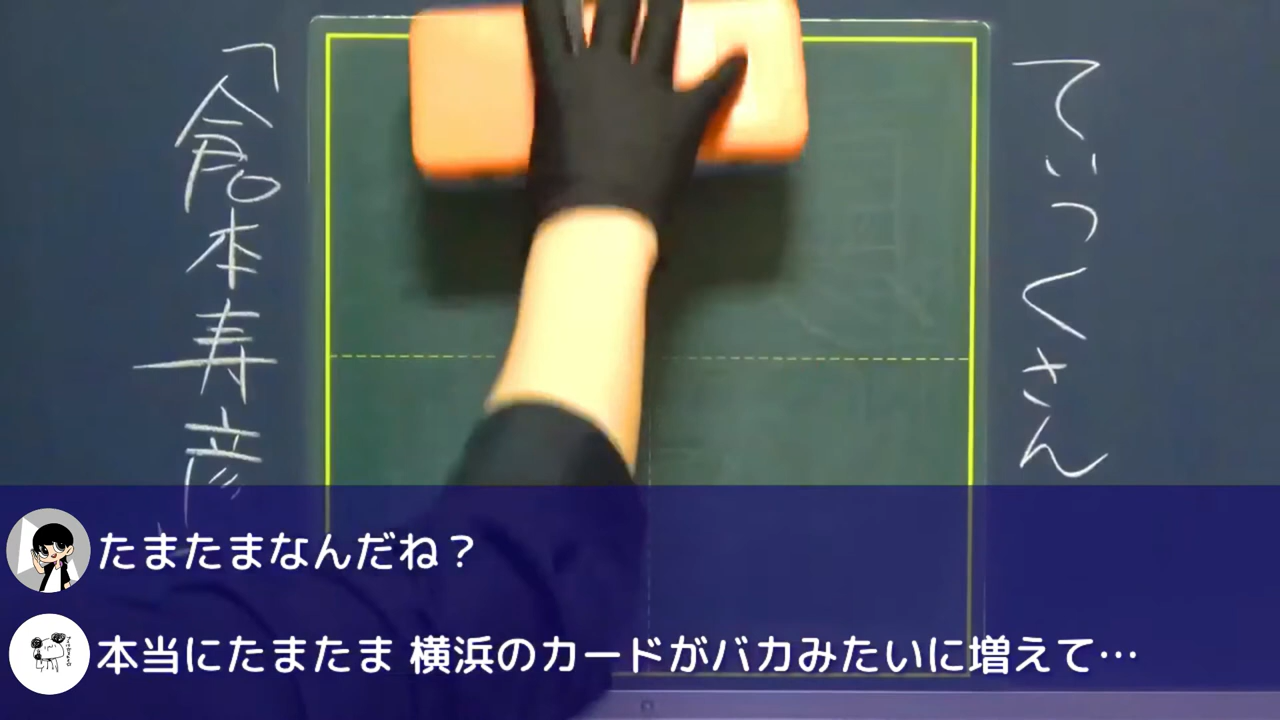 てぃっくさん
「倉本寿彦
たまたまなんだね？
本当にたまたま 横浜のカードがバカみたいに増えて…